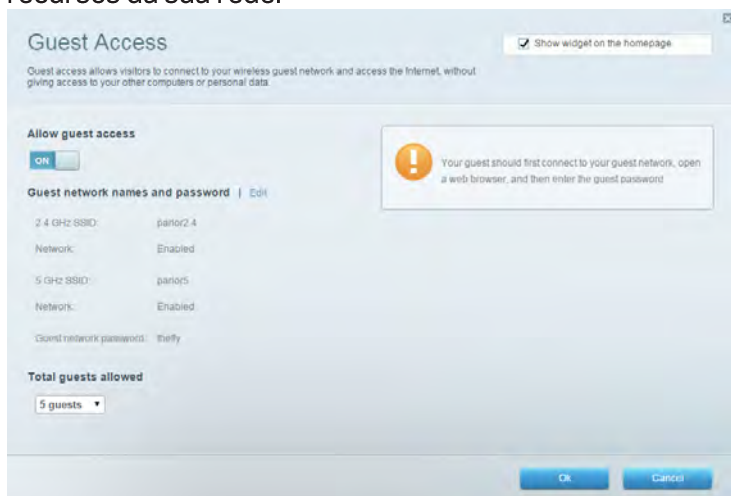 recursos da sua rede.
Guest Access
Show widget on the homepage
Guest access allows visitors to connect to your wireless guest network and access the Internet, without
giving access to your other computers or personal data
Allow guest access
ON
Your guest should first connect to your guest network, open
a web browser, and then enter the guest password
Guest network names and password | Edit
2.4 GHz SSID: parlor2.4
Network: Enabled
5 GHz SSID: parlor5
Network: Enabled
Guest network password: thefly
Total guests allowed
5 guests
Ok Cancel